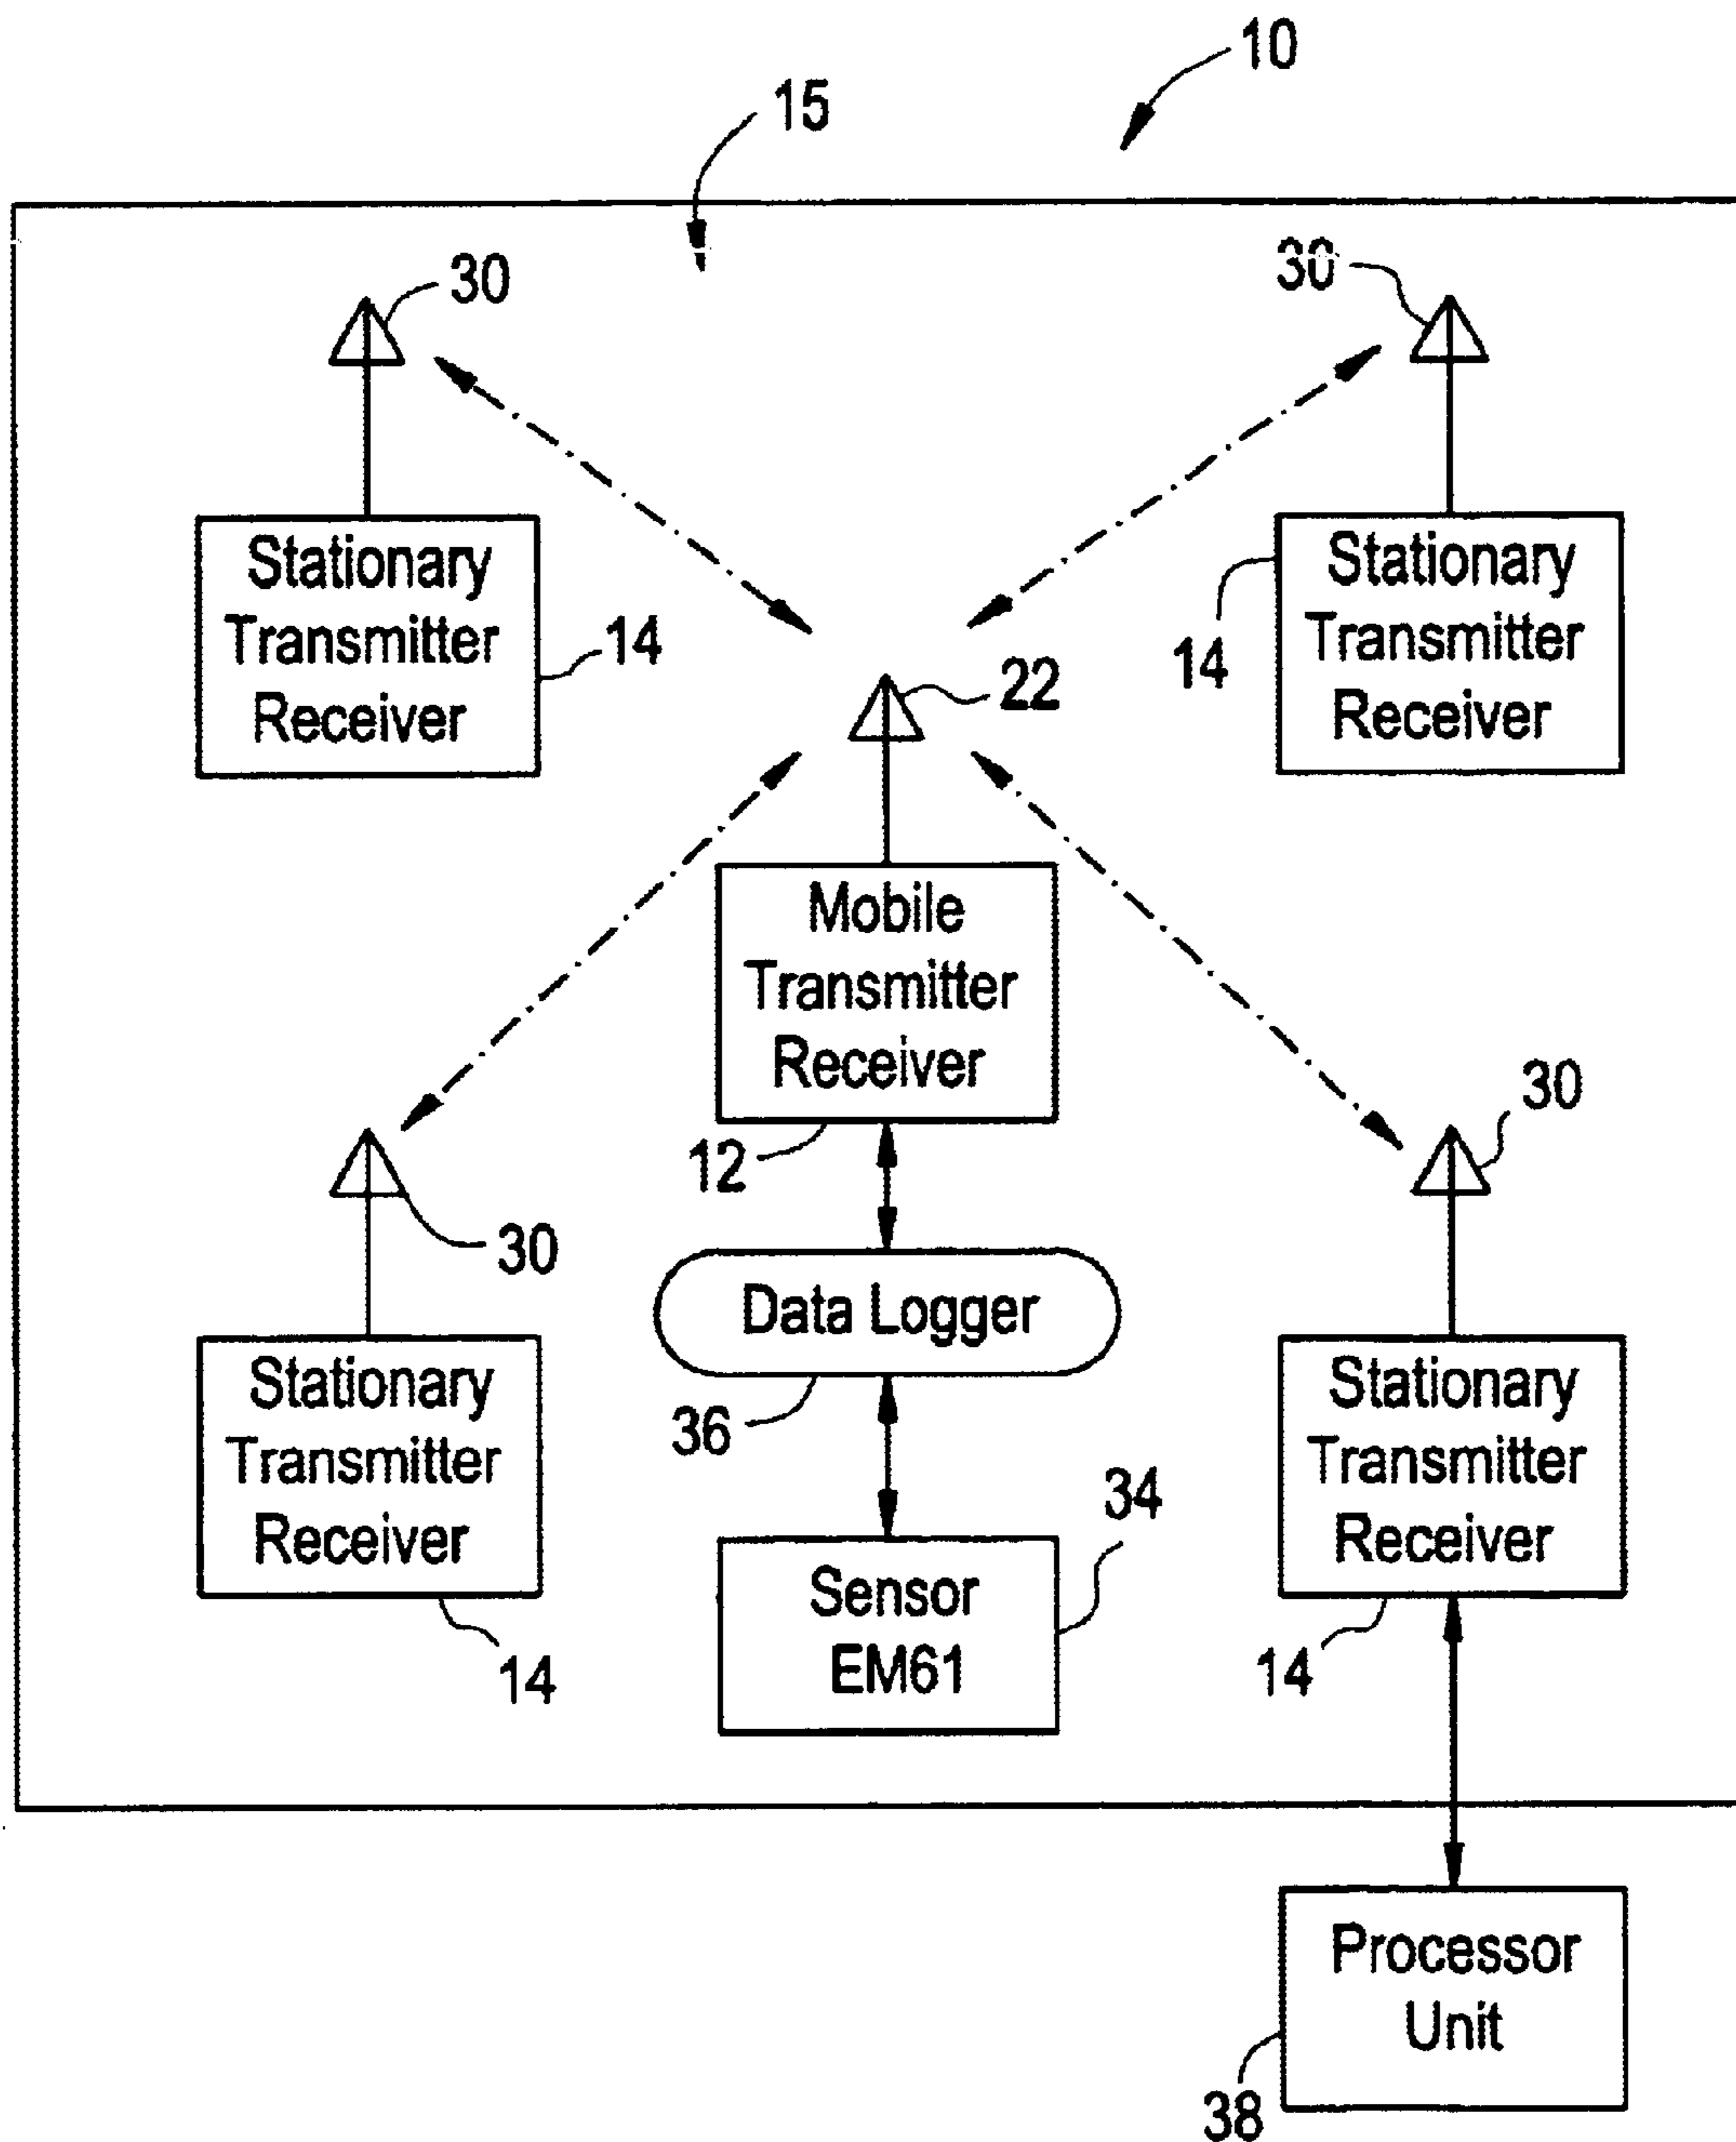 10
15
30
30
Stationary
Transmitter
Receiver
14
Stationary
Transmitter
Receiver
14
22
Mobile
Transmitter
Receiver
12
30
30
Data Logger
36
Stationary
Transmitter
Receiver
14
Sensor
EM61
34
Stationary
Transmitter
Receiver
14
Processor
Unit
38